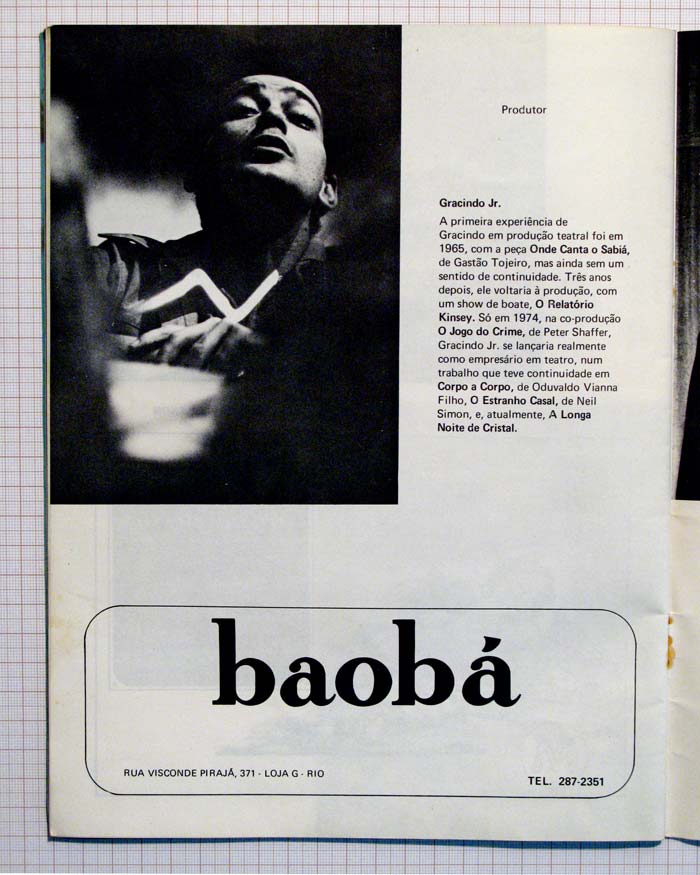 Produtor
Gracindo Jr.
A primeira experiência de
Gracindo em produção teatral foi em
1965, com a peça Onde Canta o Sabiá,
de Gastão Tojeiro, mas ainda sem um
sentido de continuidade. Três anos
depois, ele voltaria à produção, com
um show de boate, O Relatório
Kinsey. Só em 1974, na co-produção
O Jogo do Crime, de Peter Shaffer,
Gracindo Jr. se lançaria realmente
como empresário em teatro, num
trabalho que teve continuidade em
Corpo a Corpo, de Oduvaldo Vianna
Filho, O Estranho Casal, de Neil
Simon, e, atualmente, A Longa
Noite de Cristal.
baobá
RUA VISCONDE PIRAJÁ, 371 - LOJA G - RIO
TEL. 287-2351